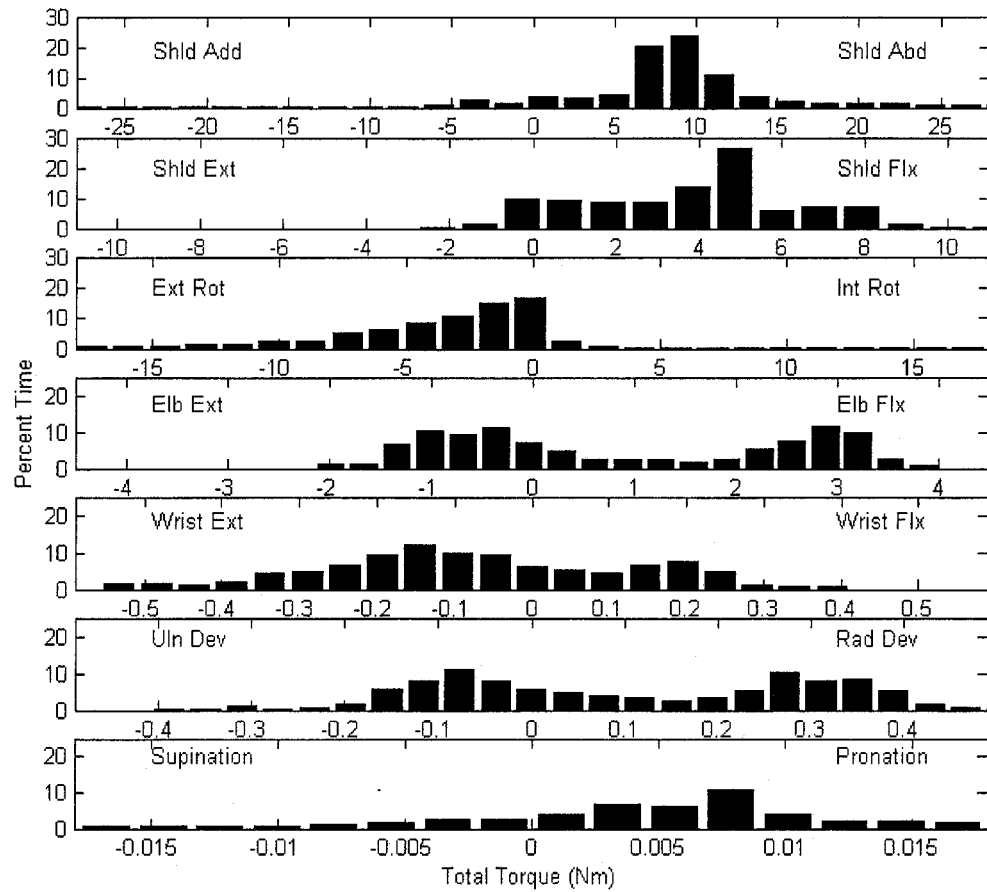 30
20
10
0
Shld Add
Shld Abd
-25 -20 -15 -10 -5 0 5 10 15 20 25
30
20
10
0
Shld Ext
Shld Flx
-10 -8 -6 -4 -2 0 2 4 6 8 10
30
20
10
0
Ext Rot
Int Rot
-15 -10 -5 0 5 10 15
Percent Time
20
10
0
Elb Ext
Elb Flx
-4 -3 -2 -1 0 1 2 3 4
20
10
0
Wrist Ext
Wrist Flx
-0.5 -0.4 -0.3 -0.2 -0.1 0 0.1 0.2 0.3 0.4 0.5
20
10
0
Uln Dev
Rad Dev
-0.4 -0.3 -0.2 -0.1 0 0.1 0.2 0.3 0.4
20
10
0
Supination
Pronation
-0.015 -0.01 -0.005 0 0.005 0.01 0.015
Total Torque (Nm)